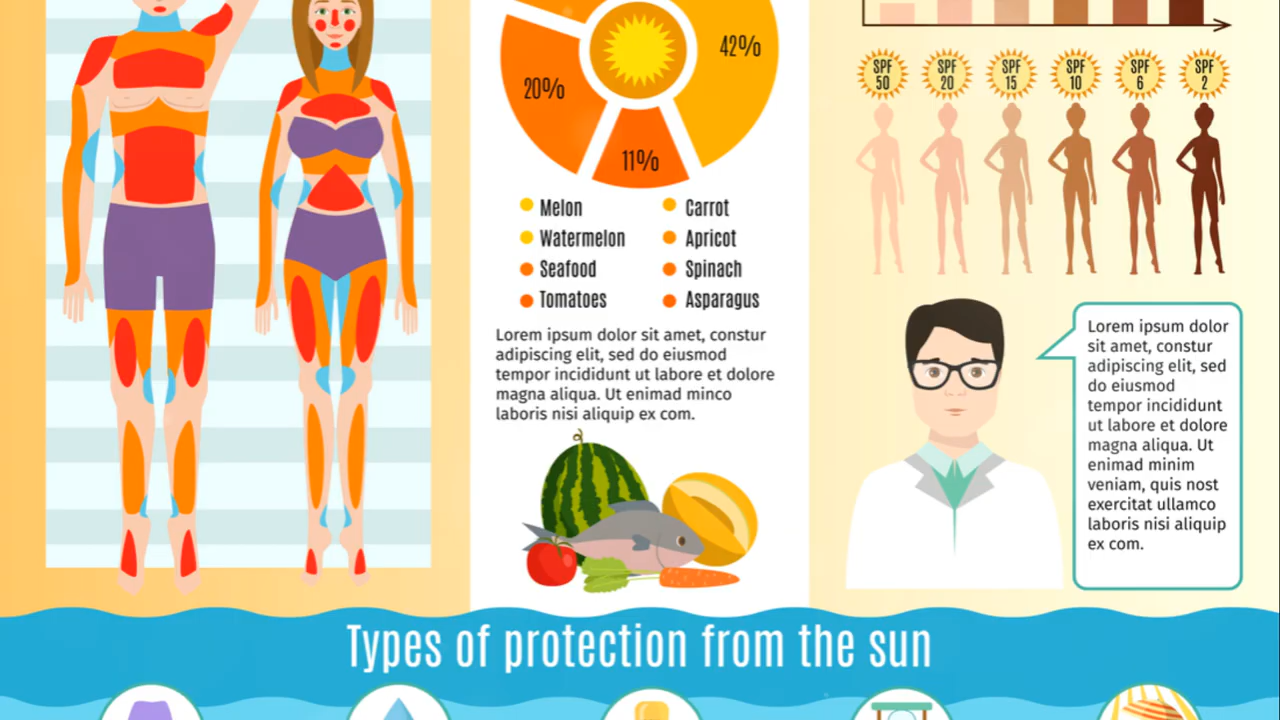 42%
20%
11%
Melon
Watermelon
Seafood
Tomatoes
Carrot
Apricot
Spinach
Asparagus
Lorem ipsum dolor sit amet, constur
adipiscing elit, sed do eiusmod
tempor incididunt ut labore et dolore
magna aliqua. Ut enimad minco
laboris nisi aliquip ex com.
SPF
50
SPF
20
SPF
15
SPF
10
SPF
6
SPF
2
Lorem ipsum dolor
sit amet, constur
adipiscing elit, sed
do eiusmod
tempor incididunt
ut labore et dolore
magna aliqua. Ut
enimad minim
veniam, quis nost
exercitat ullamco
laboris nisi aliquip
ex com.
Types of protection from the sun